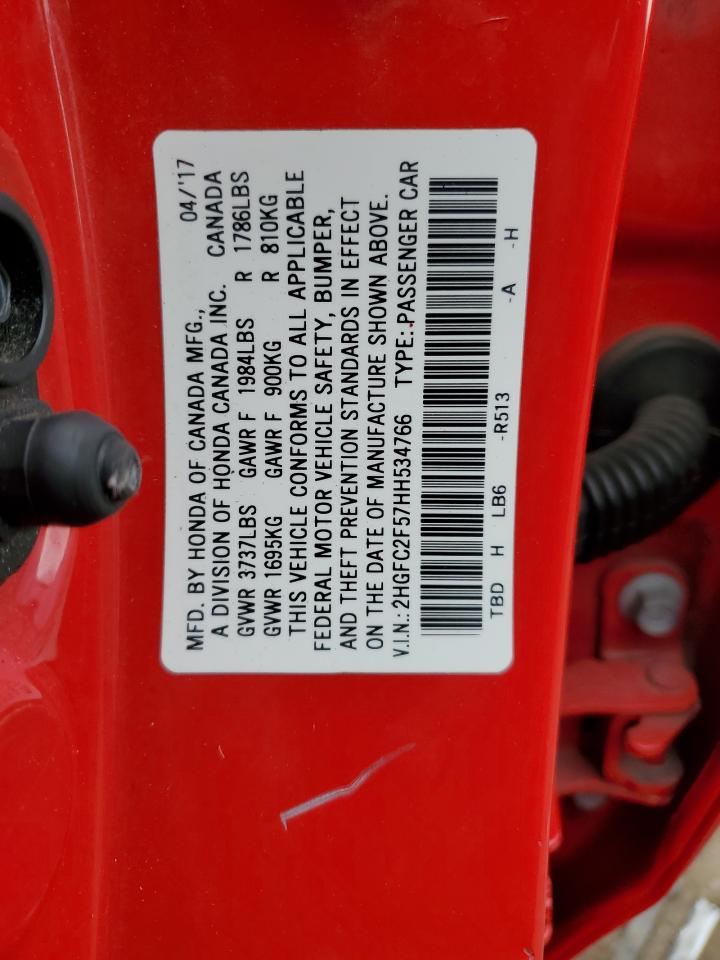 MFD. BY HONDA OF CANADA MFG., 04/'17
A DIVISION OF HONDA CANADA INC. CANADA
GVWR 3737LBS GAWR F 1984LBS R 1786LBS
GVWR 1695KG GAWR F 900KG R 810KG
THIS VEHICLE CONFORMS TO ALL APPLICABLE
FEDERAL MOTOR VEHICLE SAFETY, BUMPER,
AND THEFT PREVENTION STANDARDS IN EFFECT
ON THE DATE OF MANUFACTURE SHOWN ABOVE.
V.I.N.: 2HGFC2F57HH534766 TYPE: PASSENGER CAR
TBD H LB6 -R513 -A -H